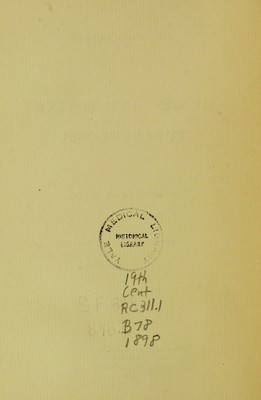 YALE MEDICAL LIBRARY
HISTORICAL
LIBRARY
19th
Cent
RC311.1
B78
1898